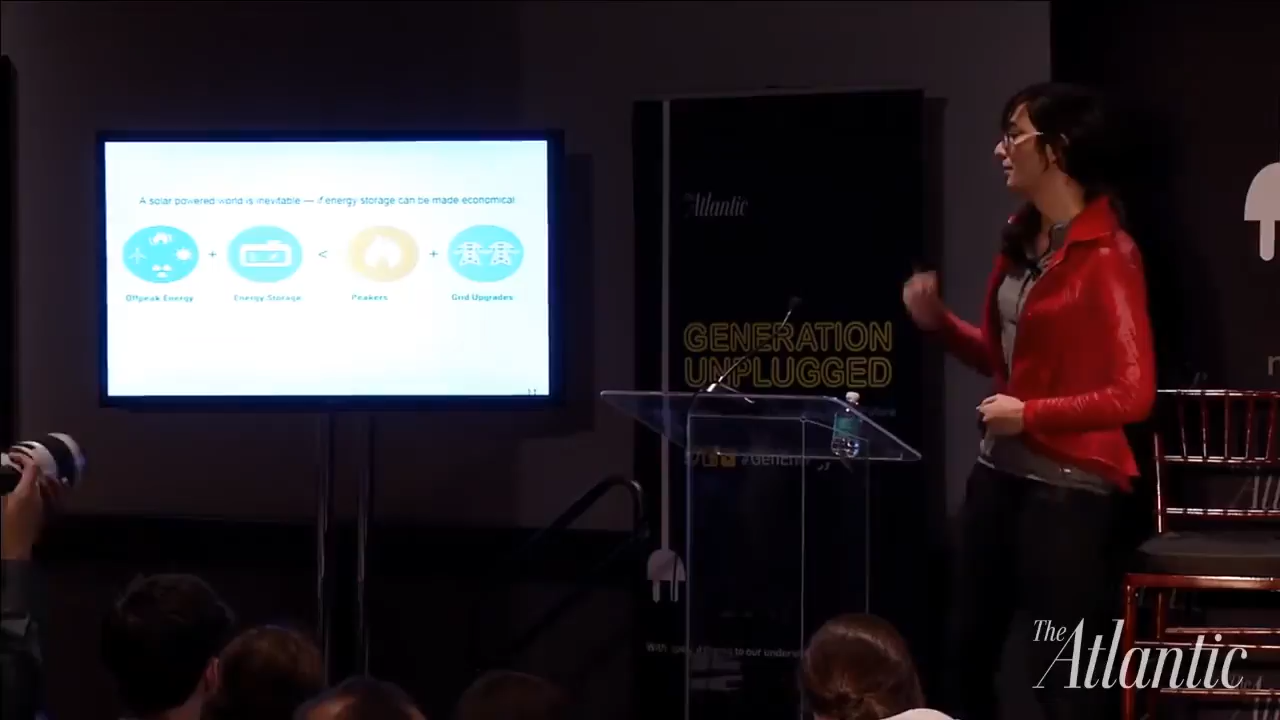 A solar powered world is inevitable — if energy storage can be made economical
+ < +
Offpeak Energy Energy Storage Peakers Grid Upgrades
11
Atlantic
GENERATION
UNPLUGGED
The Atlantic